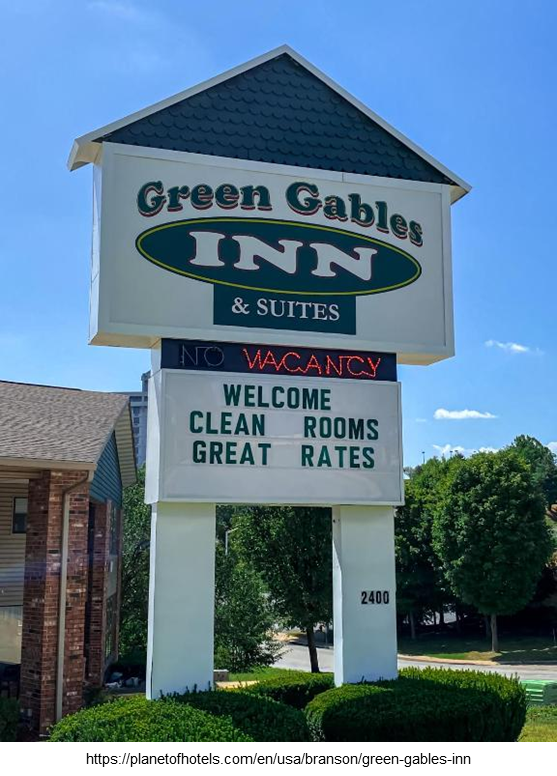 Green Gables
INN
& SUITES
NO VACANCY
WELCOME
CLEAN ROOMS
GREAT RATES
2400
https://planetofhotels.com/en/usa/branson/green-gables-inn